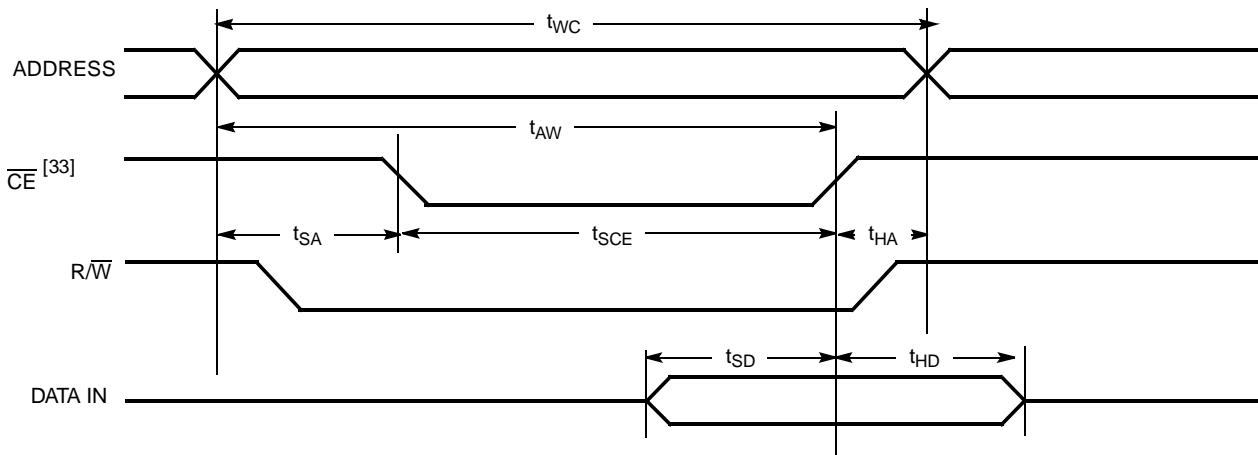 tWC
ADDRESS
tAW
CE [33]
tSA tSCE tHA
R/W
tSD tHD
DATA IN